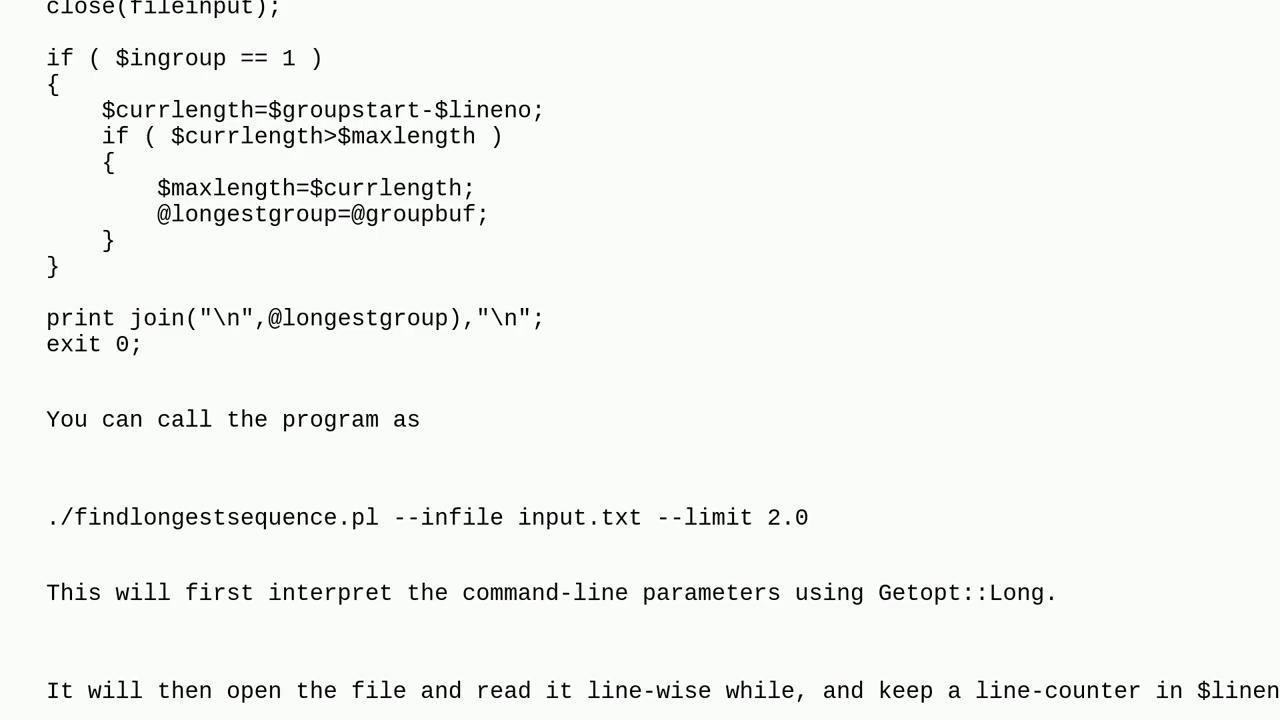 close(fileinput);
if ( $ingroup == 1 )
{
    $currlength=$groupstart-$lineno;
    if ( $currlength>$maxlength )
    {
        $maxlength=$currlength;
        @longestgroup=@groupbuf;
    }
}
print join("\n",@longestgroup),"\n";
exit 0;
You can call the program as
./findlongestsequence.pl --infile input.txt --limit 2.0
This will first interpret the command-line parameters using Getopt::Long.
It will then open the file and read it line-wise while, and keep a line-counter in $linen